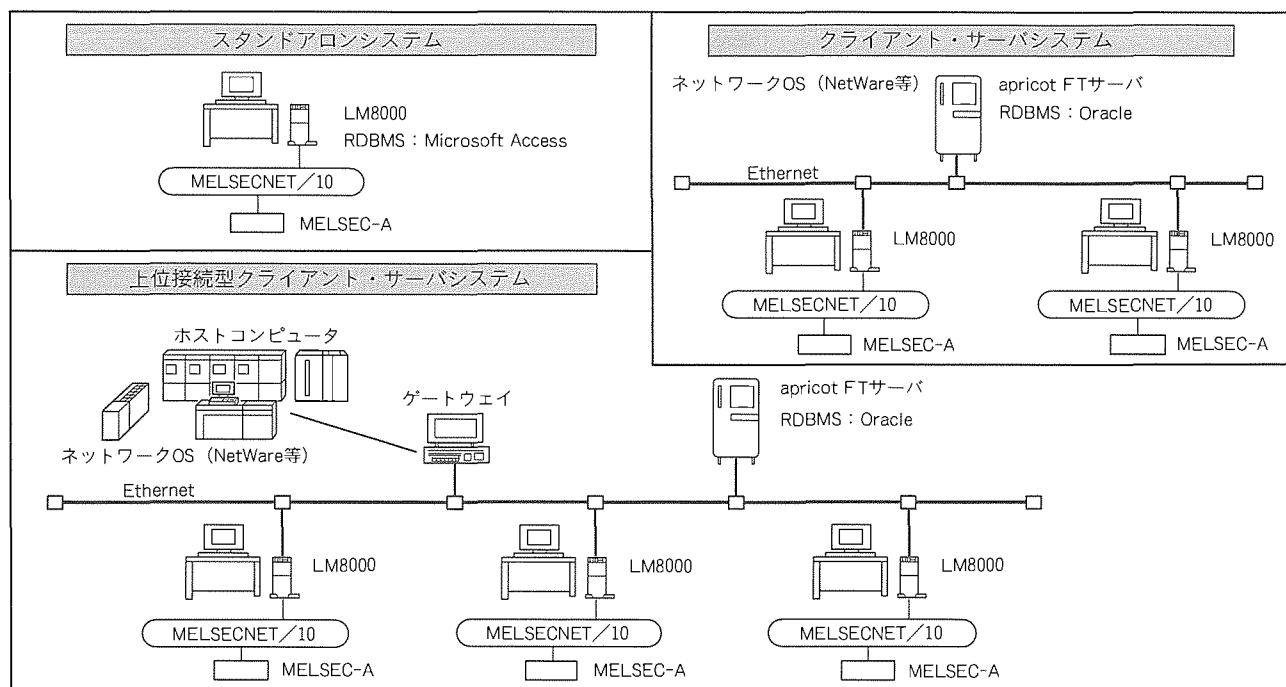 スタンドアロンシステム
LM8000
RDBMS：Microsoft Access
MELSECNET／10
MELSEC-A
クライアント・サーバシステム
ネットワークOS（NetWare等）
apricot FTサーバ
RDBMS：Oracle
Ethernet
LM8000
LM8000
MELSECNET／10
MELSECNET／10
MELSEC-A
MELSEC-A
上位接続型クライアント・サーバシステム
ホストコンピュータ
ゲートウェイ
apricot FTサーバ
RDBMS：Oracle
ネットワークOS（NetWare等）
Ethernet
LM8000
LM8000
LM8000
MELSECNET／10
MELSECNET／10
MELSECNET／10
MELSEC-A
MELSEC-A
MELSEC-A